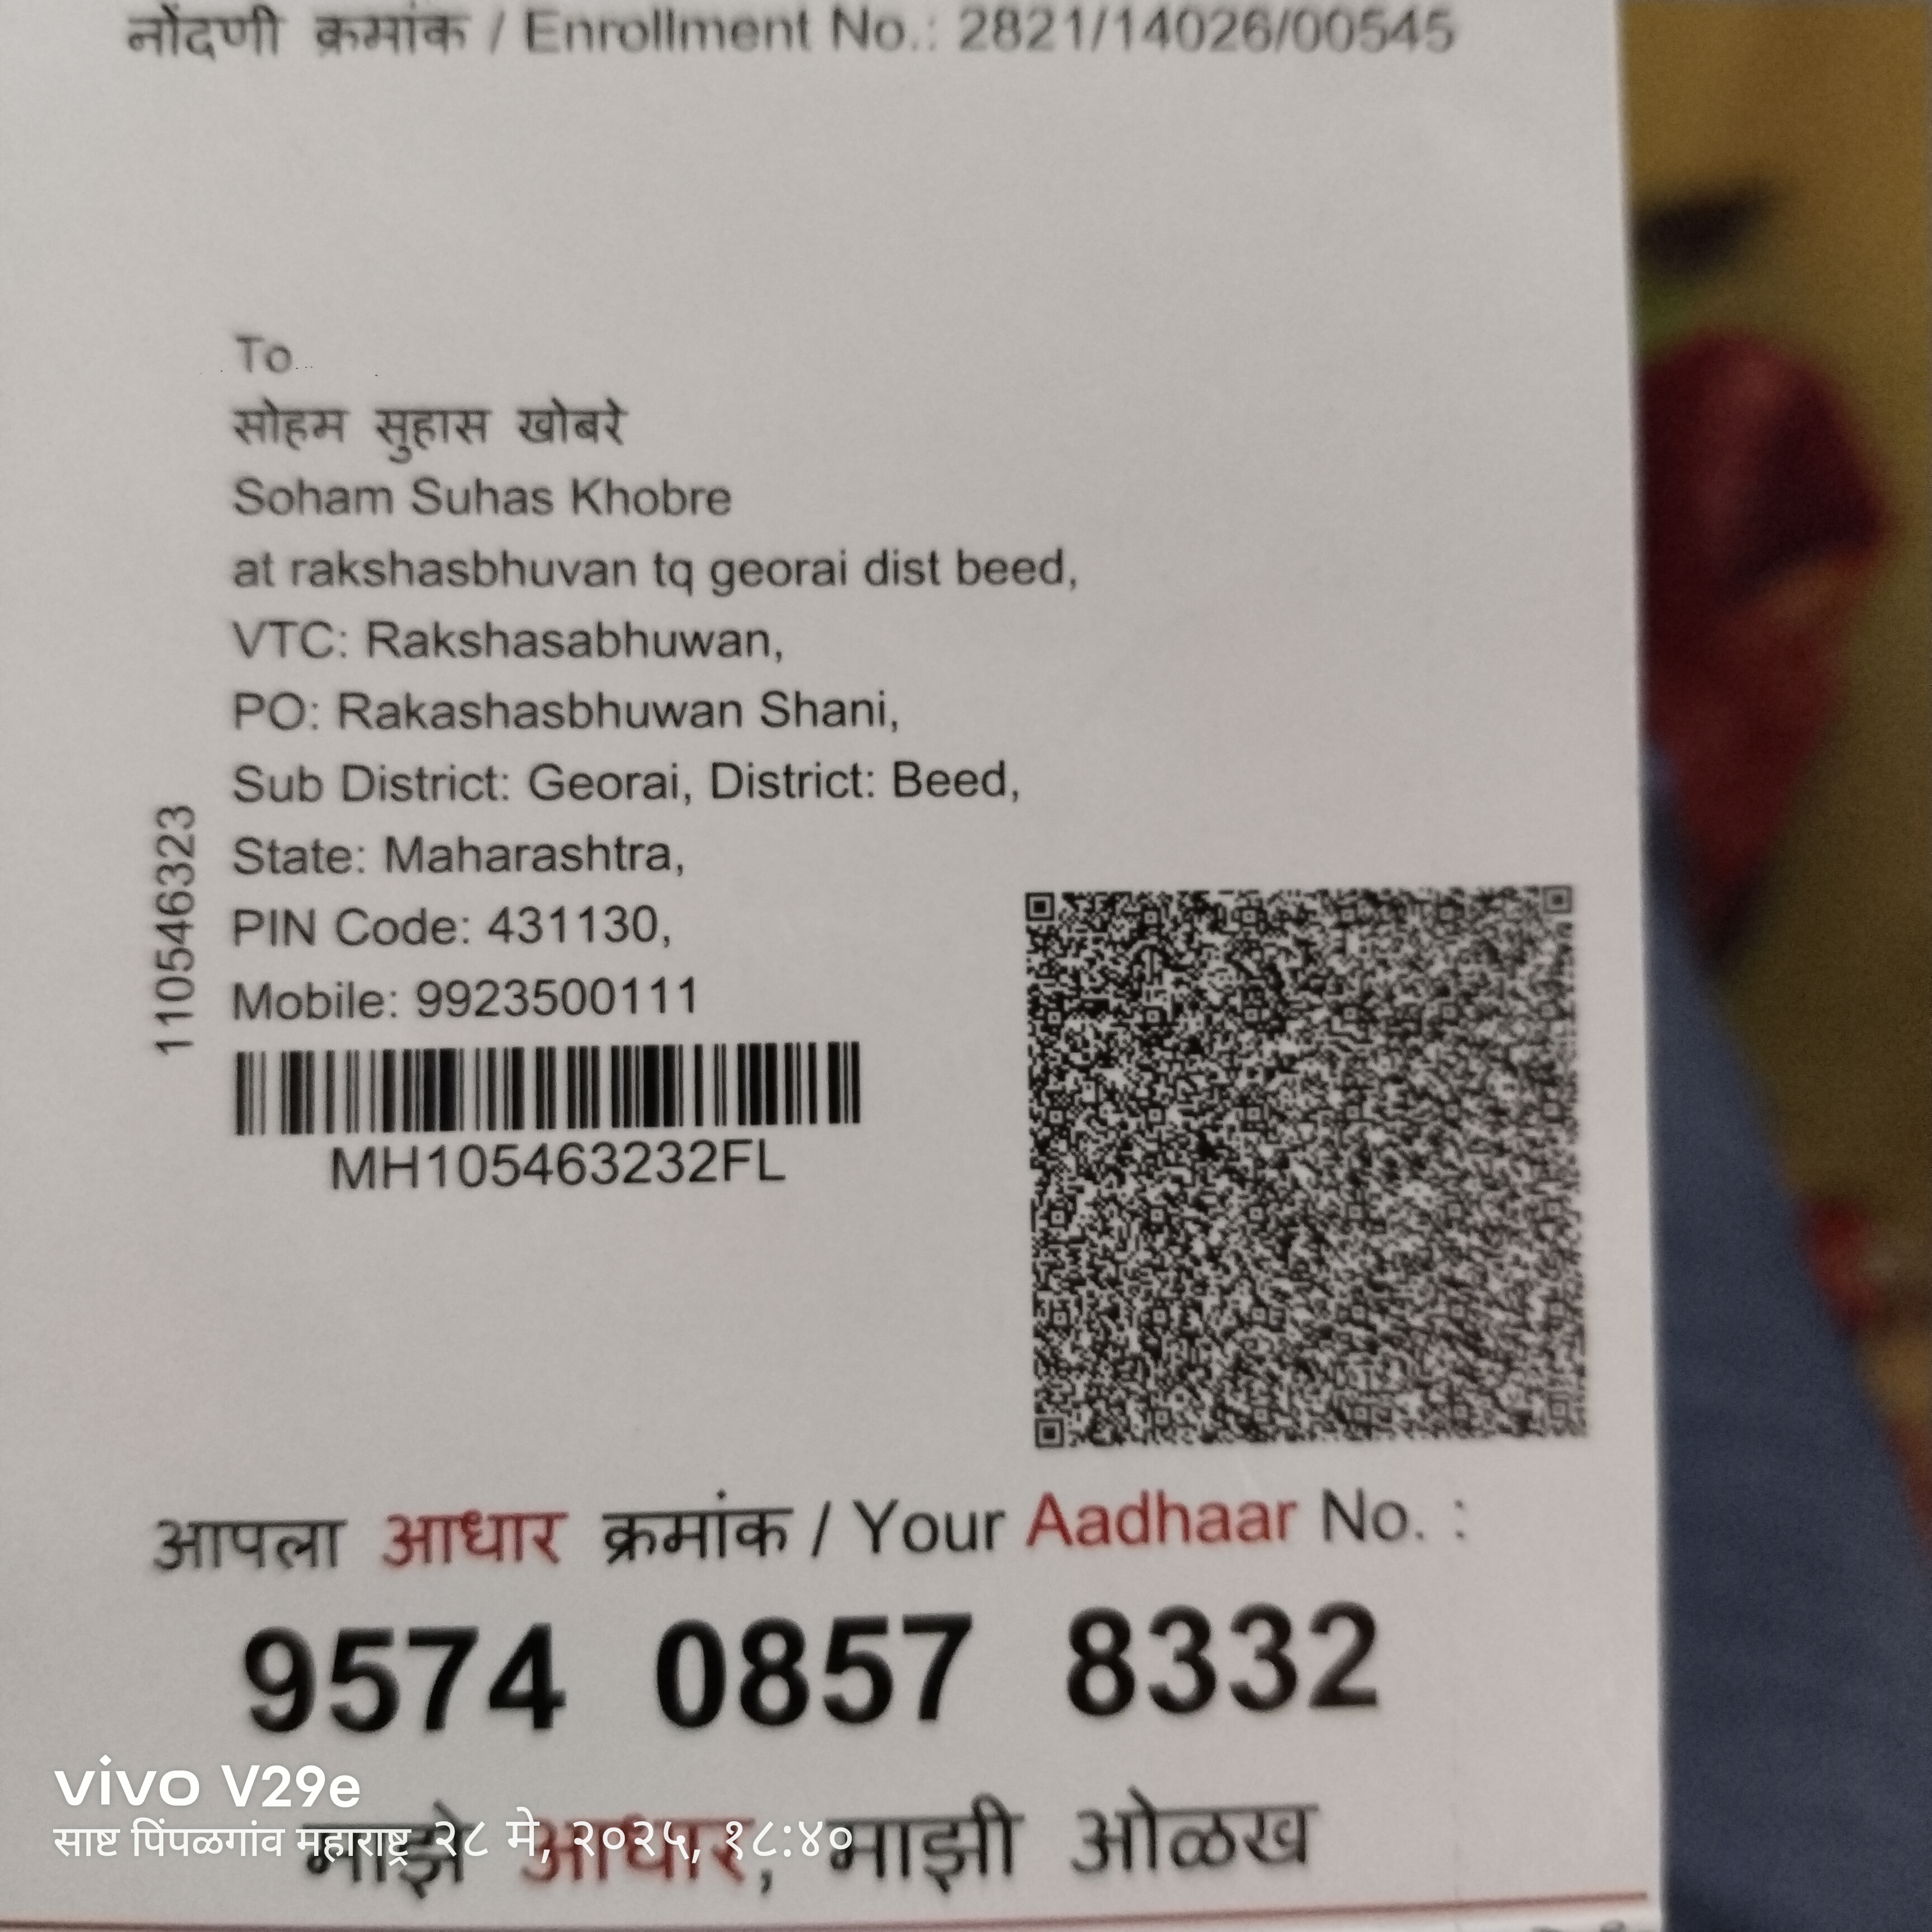 नोंदणी क्रमांक / Enrollment No.: 2821/14026/00545
To
सोहम सुहास खोबरे
Soham Suhas Khobre
at rakshasbhuvan tq georai dist beed,
VTC: Rakshasabhuwan,
PO: Rakashasbhuwan Shani,
Sub District: Georai, District: Beed,
State: Maharashtra,
PIN Code: 431130,
Mobile: 9923500111
110546323
MH105463232FL
आपला आधार क्रमांक / Your Aadhaar No. :
9574 0857 8332
माझे आधार, माझी ओळख
vivo V29e
साष्ट पिंपळगांव महाराष्ट्र २८ मे, २०२५, १८:४०